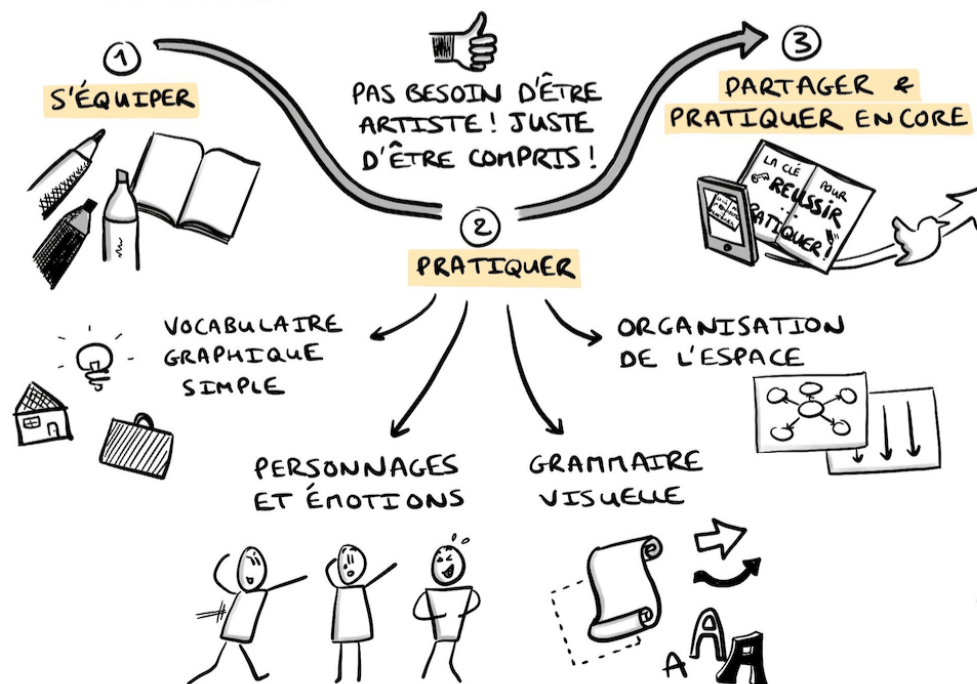 1
S'ÉQUIPER
PAS BESOIN D'ÊTRE
ARTISTE ! JUSTE
D'ÊTRE COMPRIS !
3
PARTAGER &
PRATIQUER ENCORE
LA CLÉ POUR
RÉUSSIR
...
PRATIQUER !
2
PRATIQUER
VOCABULAIRE
GRAPHIQUE
SIMPLE
ORGANISATION
DE L'ESPACE
PERSONNAGES
ET ÉMOTIONS
GRAMMAIRE
VISUELLE
A A A